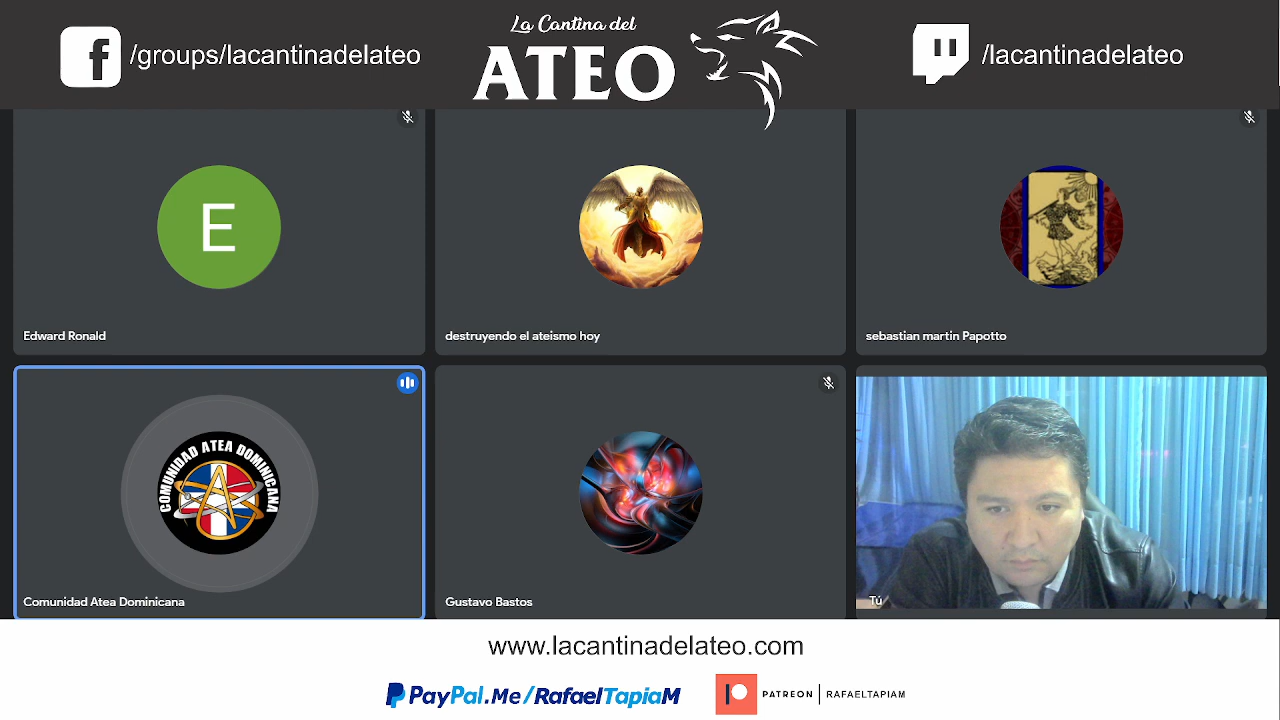 /groups/lacantinadelateo
La Cantina del
ATEO
/lacantinadelateo
E
Edward Ronald
destruyendo el ateismo hoy
sebastian martin Papotto
COMUNIDAD ATEA DOMINICANA
Comunidad Atea Dominicana
Gustavo Bastos
Tú
www.lacantinadelateo.com
PayPal.Me/RafaelTapiaM
PATREON | RAFAELTAPIAM